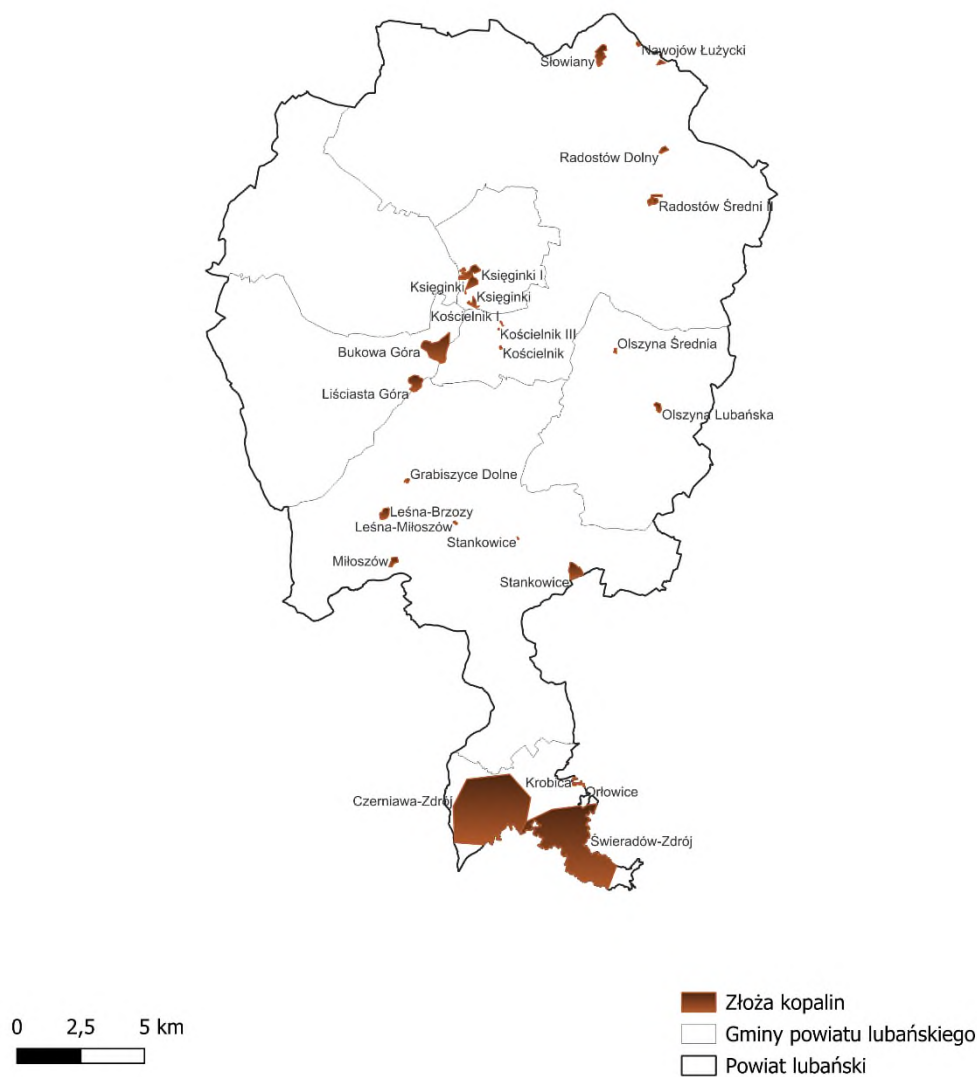 Nawojów Łużycki
Słowiany
Radostów Dolny
Radostów Średni II
Księginki I
Księginki
Księginki
Kościelnik I
Kościelnik III
Bukowa Góra
Kościelnik
Olszyna Średnia
Liściasta Góra
Olszyna Lubańska
Grabiszyce Dolne
Leśna-Brzozy
Leśna-Miłoszów
Stankowice
Miłoszów
Stankowice
Krobica
Orłowice
Czerniawa-Zdrój
Świeradów-Zdrój
Złoża kopalin
Gminy powiatu lubańskiego
Powiat lubański
0 2,5 5 km